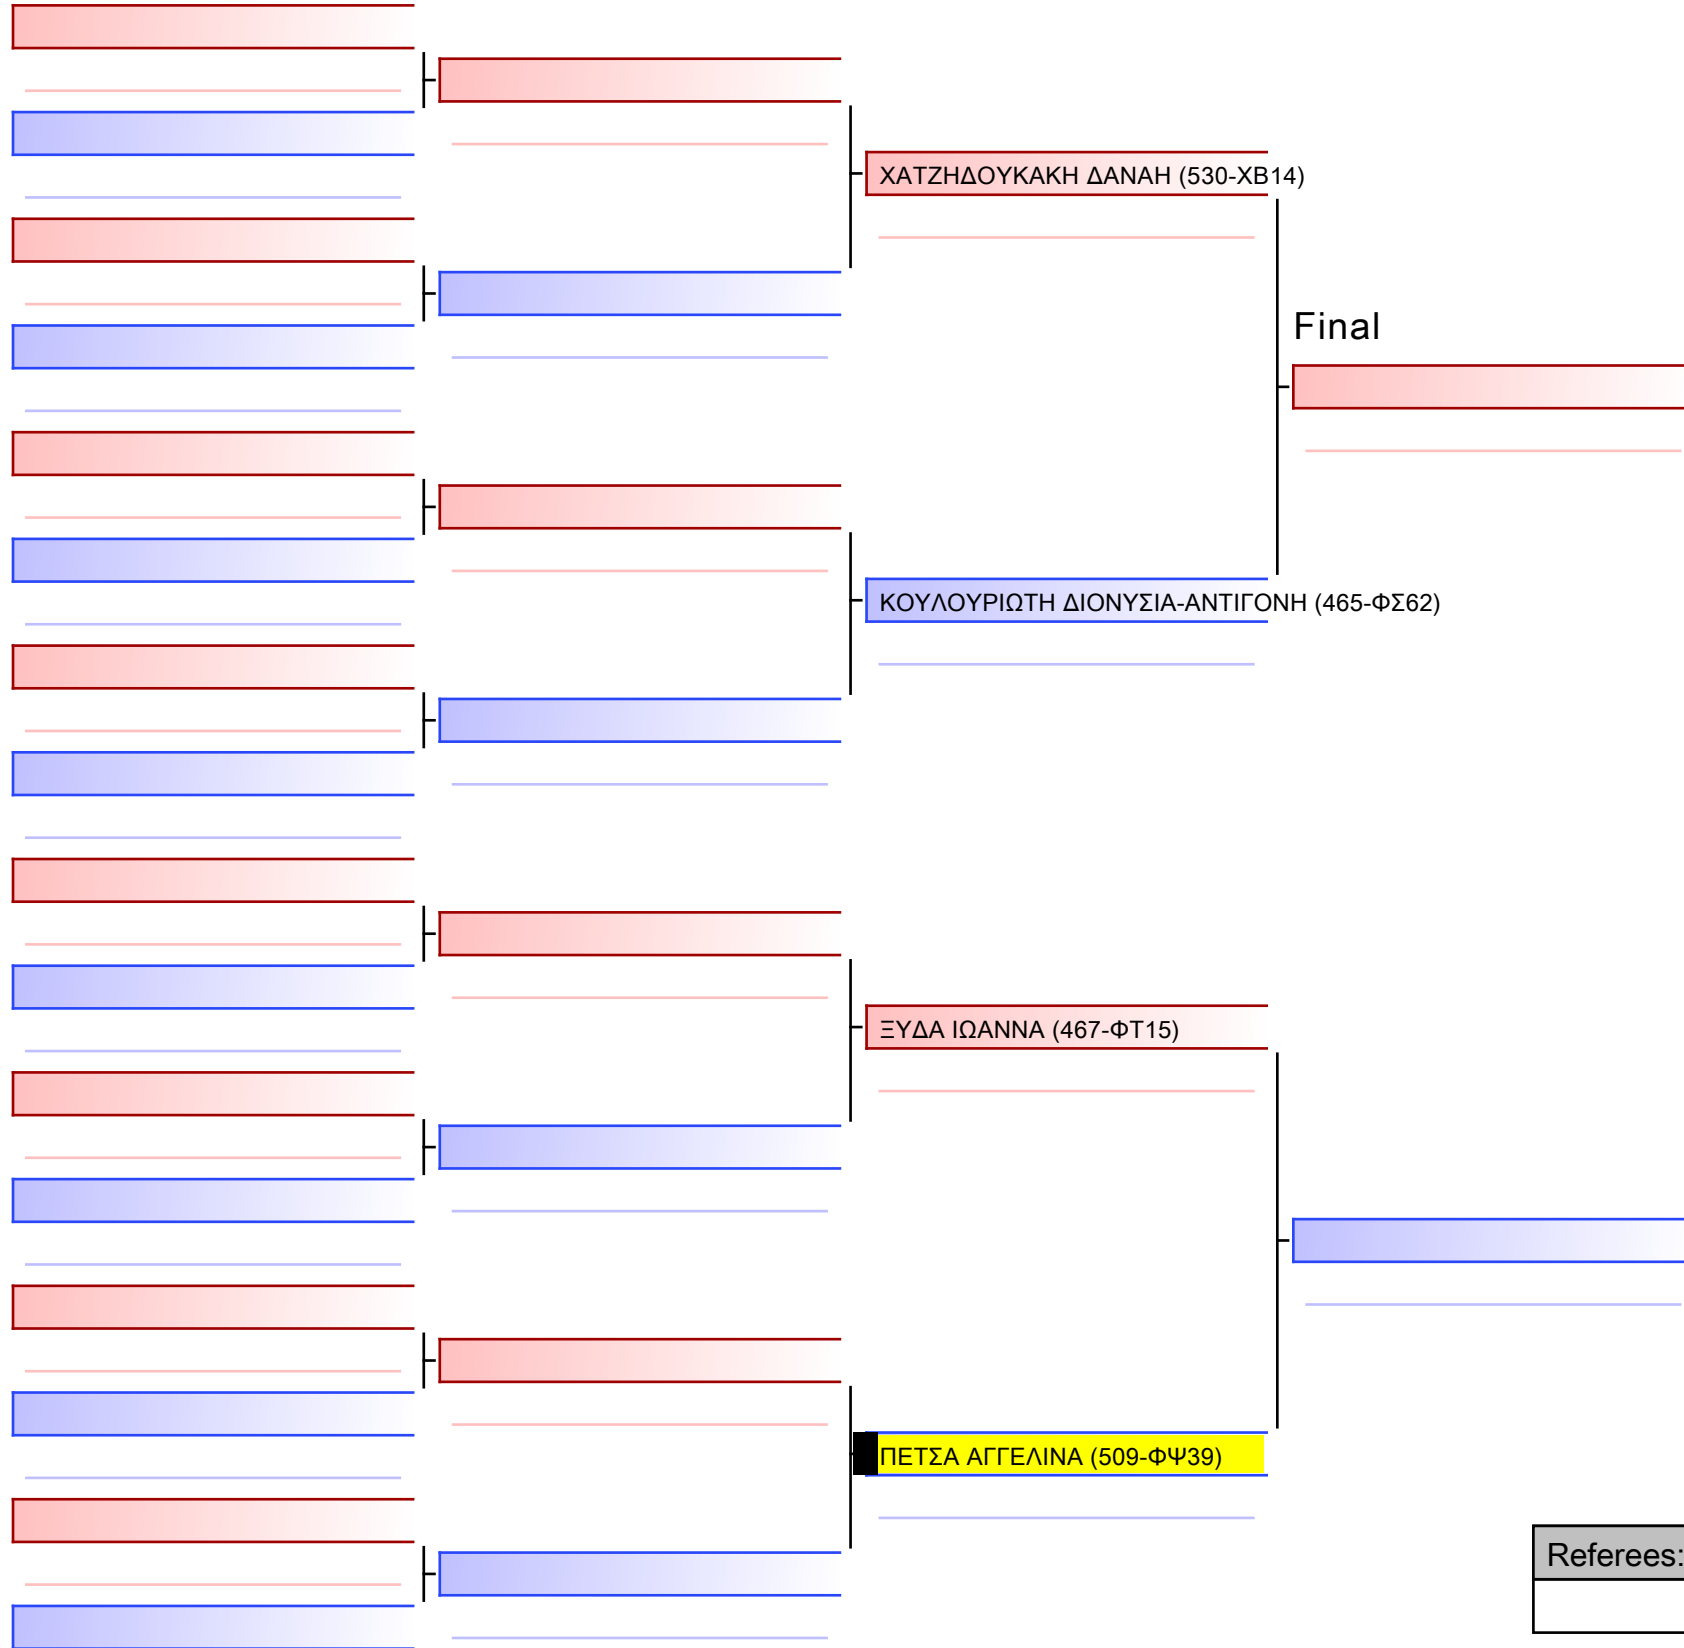 ΧΑΤΖΗΔΟΥΚΑΚΗ ΔΑΝΑΗ (530-ΧΒ14)
Final
ΚΟΥΛΟΥΡΙΩΤΗ ΔΙΟΝΥΣΙΑ-ΑΝΤΙΓΟΝΗ (465-ΦΣ62)
ΞΥΔΑ ΙΩΑΝΝΑ (467-ΦΤ15)
ΠΕΤΣΑ ΑΓΓΕΛΙΝΑ (509-ΦΨ39)
Referees: